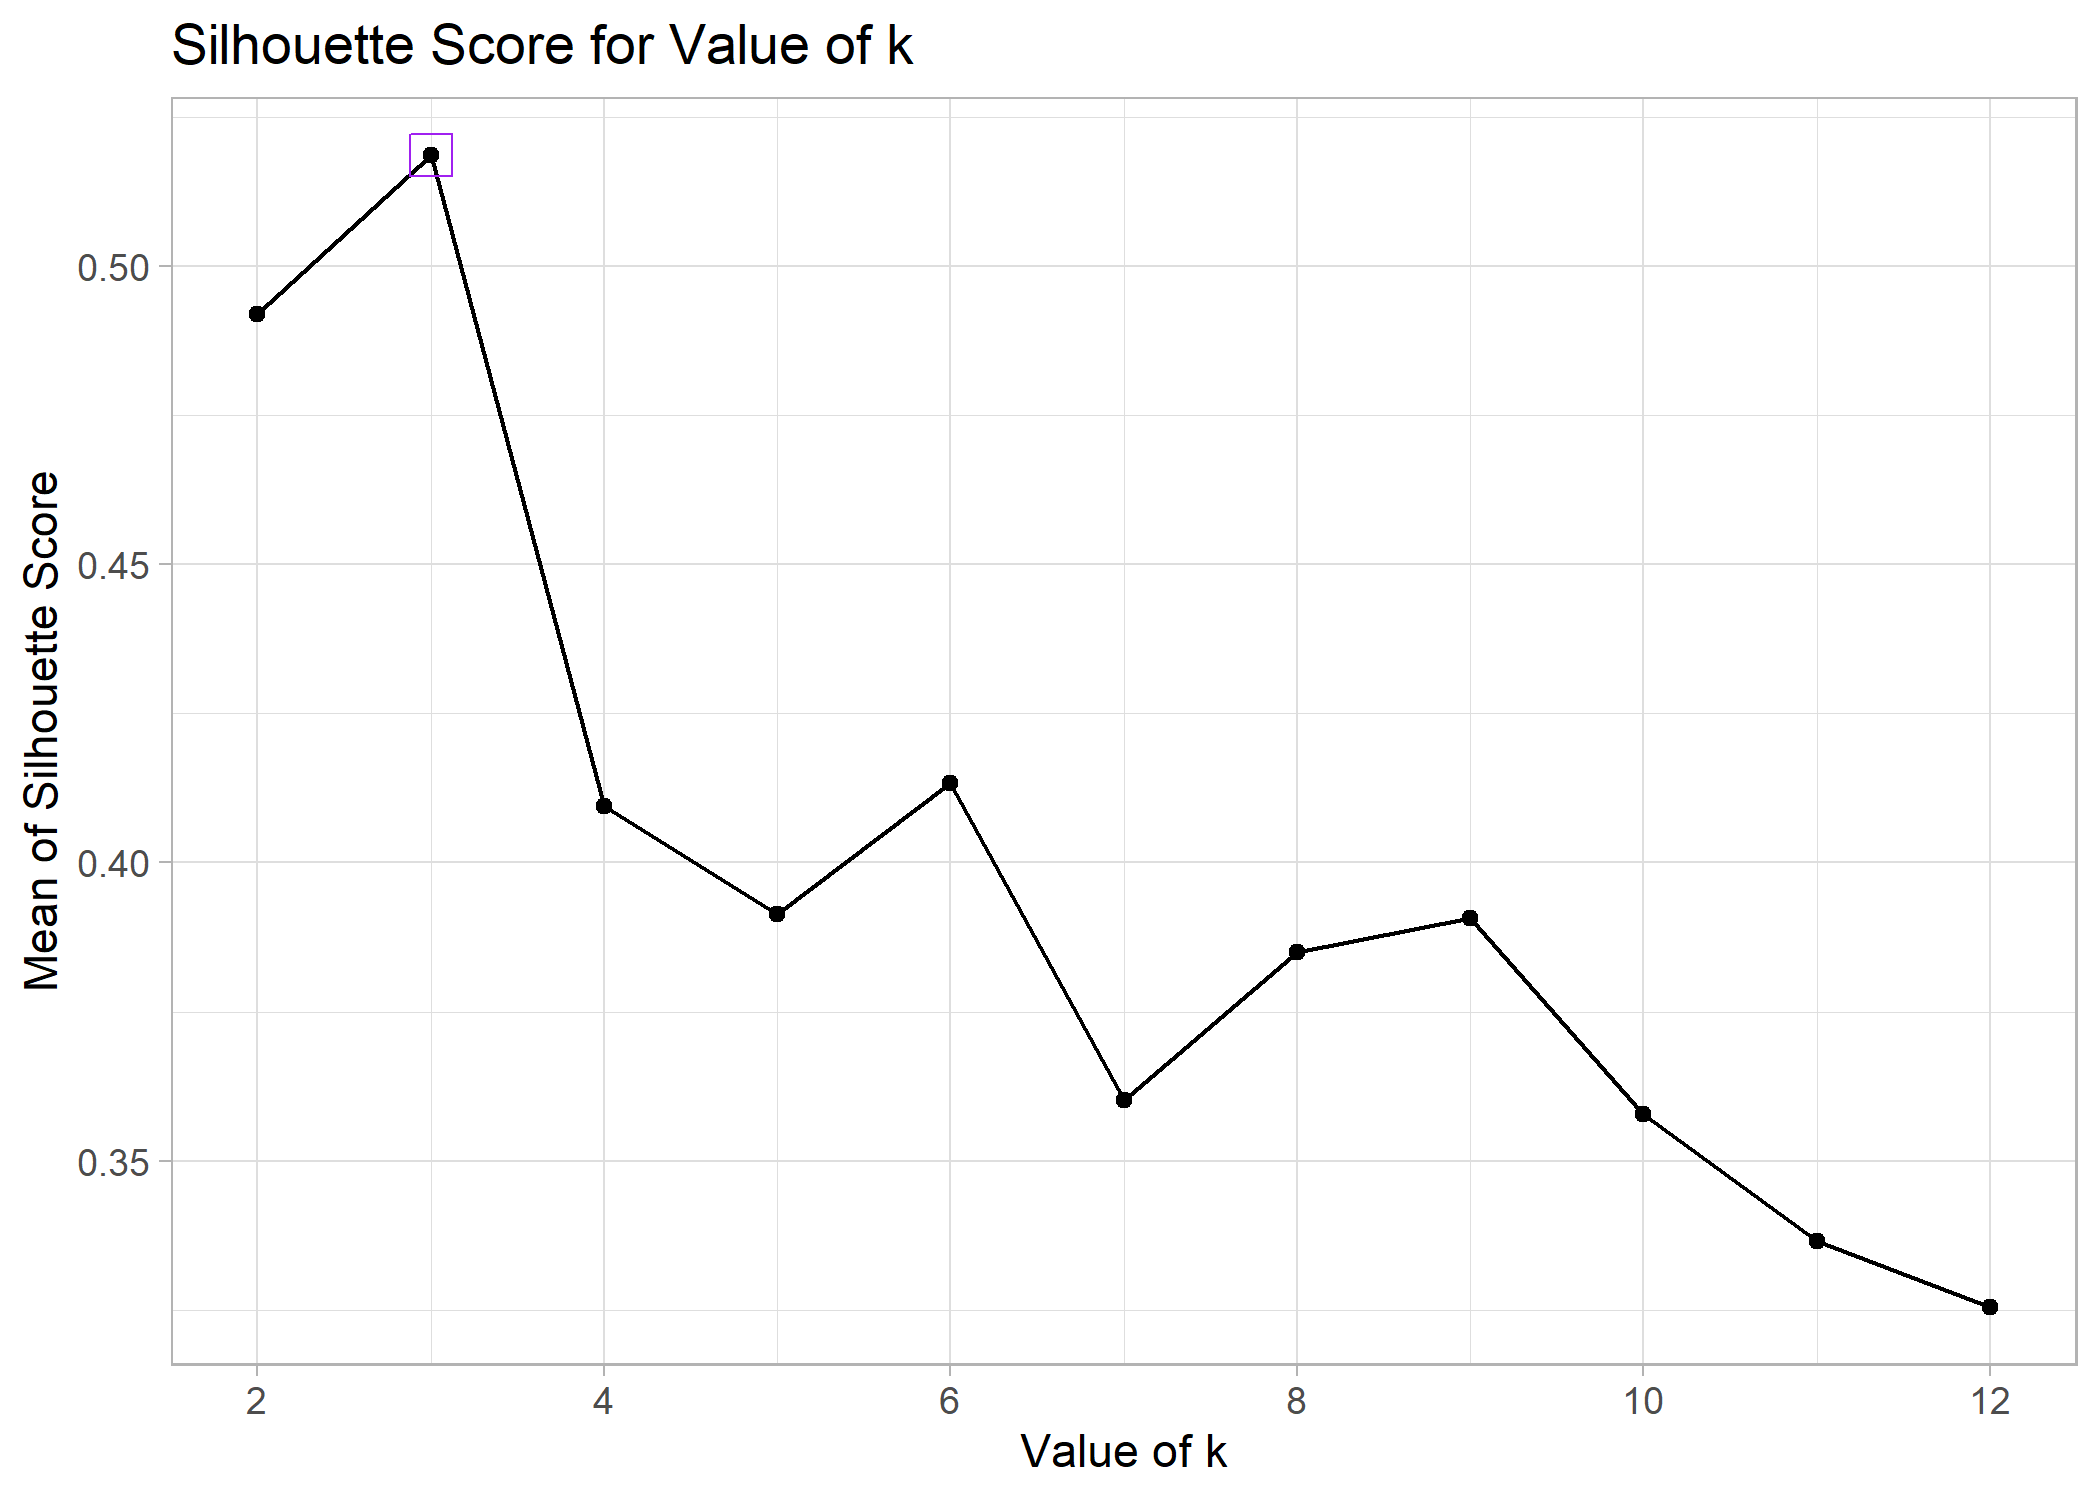 Silhouette Score for Value of k
Mean of Silhouette Score
0.50
0.45
0.40
0.35
2 4 6 8 10 12
Value of k